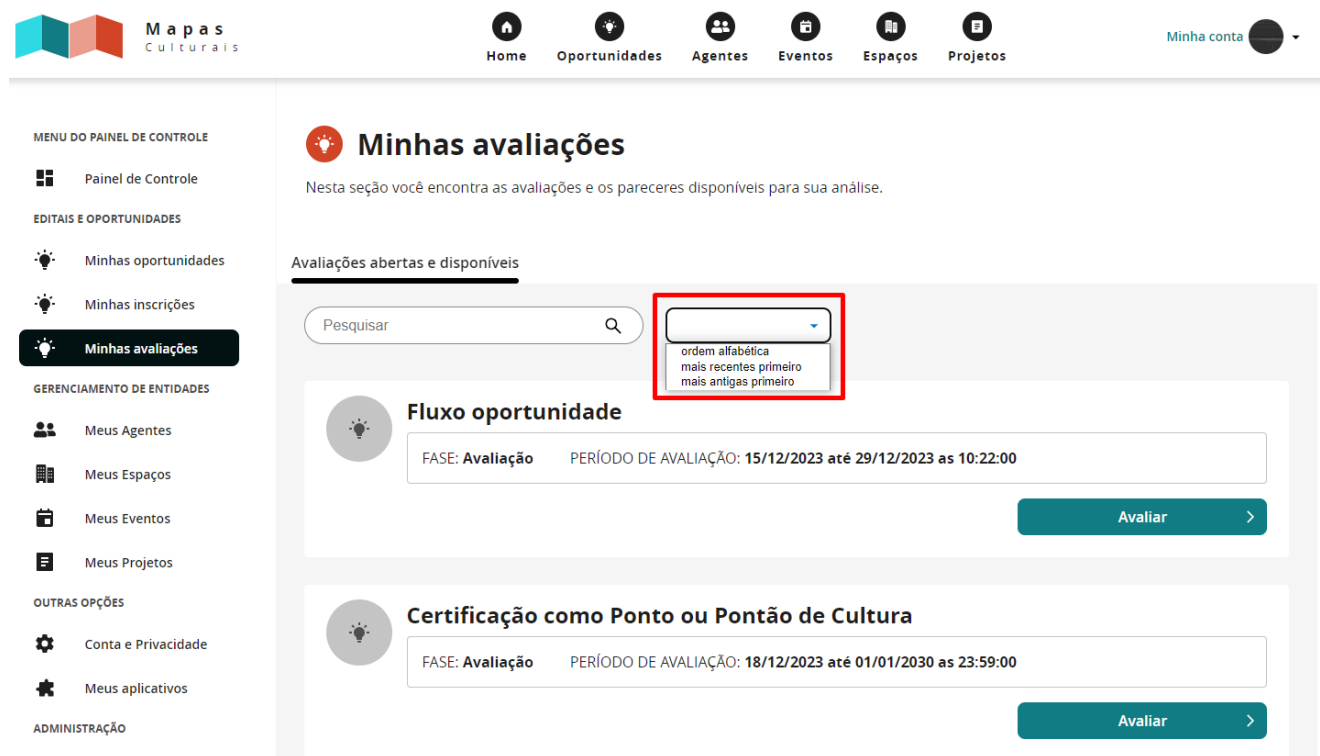 Mapas
Culturais
Home
Oportunidades
Agentes
Eventos
Espaços
Projetos
Minha conta
MENU DO PAINEL DE CONTROLE
Painel de Controle
EDITAIS E OPORTUNIDADES
Minhas oportunidades
Minhas inscrições
Minhas avaliações
GERENCIAMENTO DE ENTIDADES
Meus Agentes
Meus Espaços
Meus Eventos
Meus Projetos
OUTRAS OPÇÕES
Conta e Privacidade
Meus aplicativos
ADMINISTRAÇÃO
Minhas avaliações
Nesta seção você encontra as avaliações e os pareceres disponíveis para sua análise.
Avaliações abertas e disponíveis
Pesquisar
ordem alfabética
mais recentes primeiro
mais antigas primeiro
Fluxo oportunidade
FASE: Avaliação PERÍODO DE AVALIAÇÃO: 15/12/2023 até 29/12/2023 as 10:22:00
Avaliar
Certificação como Ponto ou Pontão de Cultura
FASE: Avaliação PERÍODO DE AVALIAÇÃO: 18/12/2023 até 01/01/2030 as 23:59:00
Avaliar